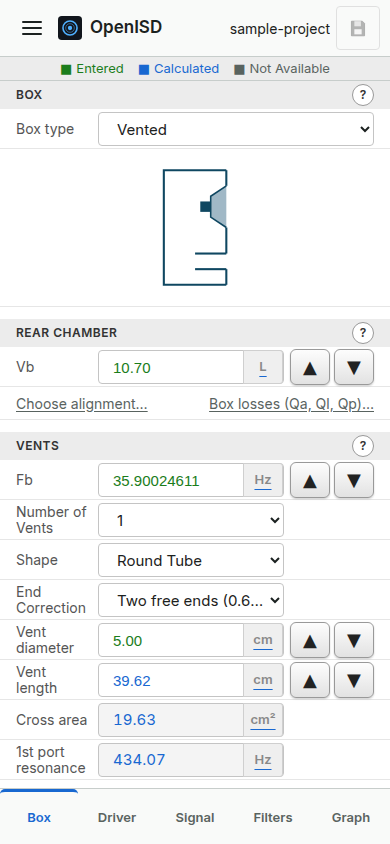 OpenISD
sample-project
Entered Calculated Not Available
BOX ?
Box type Vented
REAR CHAMBER ?
Vb 10.70 L ▲ ▼
Choose alignment... Box losses (Qa, Ql, Qp)...
VENTS ?
Fb 35.90024611 Hz ▲ ▼
Number of
Vents 1
Shape Round Tube
End
Correction Two free ends (0.6...
Vent
diameter 5.00 cm ▲ ▼
Vent
length 39.62 cm ▲ ▼
Cross area 19.63 cm²
1st port
resonance 434.07 Hz
Box Driver Signal Filters Graph